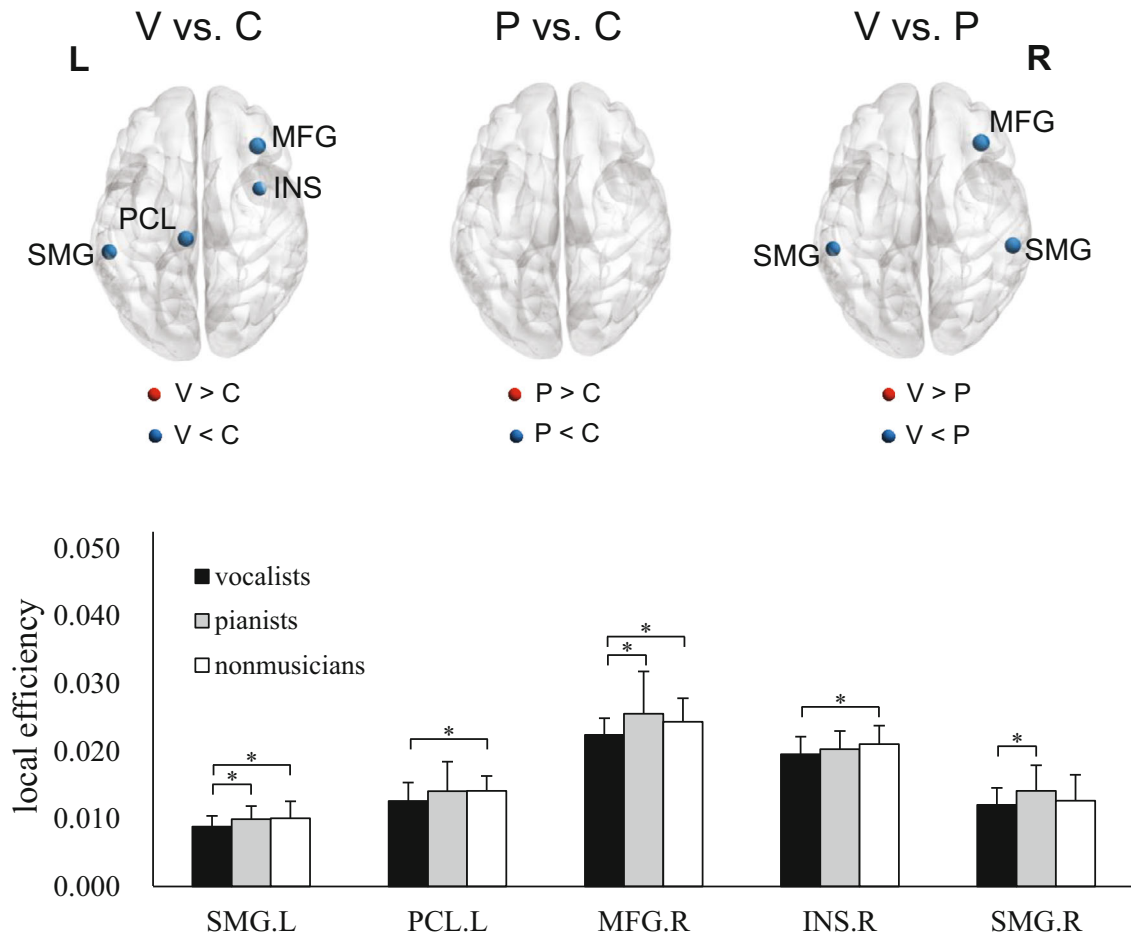 V vs. C P vs. C V vs. P
L R
MFG MFG
INS
PCL
SMG SMG SMG
V > C P > C V > P
V < C P < C V < P
0.050
vocalists
0.040
pianists
nonmusicians
0.030
0.020
0.010
0.000
local efficiency
* * * * * * *
SMG.L PCL.L MFG.R INS.R SMG.R